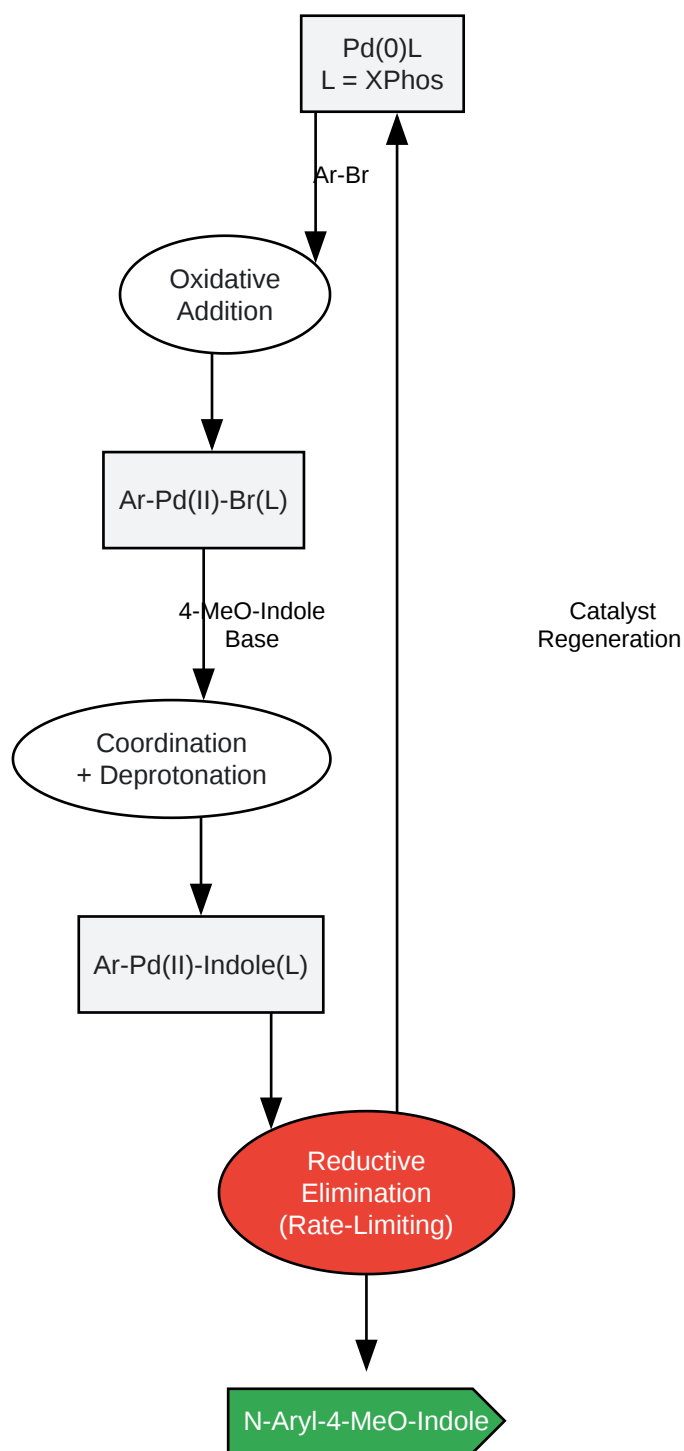 Pd(0)L
L = XPhos
Ar-Br
Oxidative
Addition
Ar-Pd(II)-Br(L)
4-MeO-Indole
Base
Catalyst
Regeneration
Coordination
+ Deprotonation
Ar-Pd(II)-Indole(L)
Reductive
Elimination
(Rate-Limiting)
N-Aryl-4-MeO-Indole